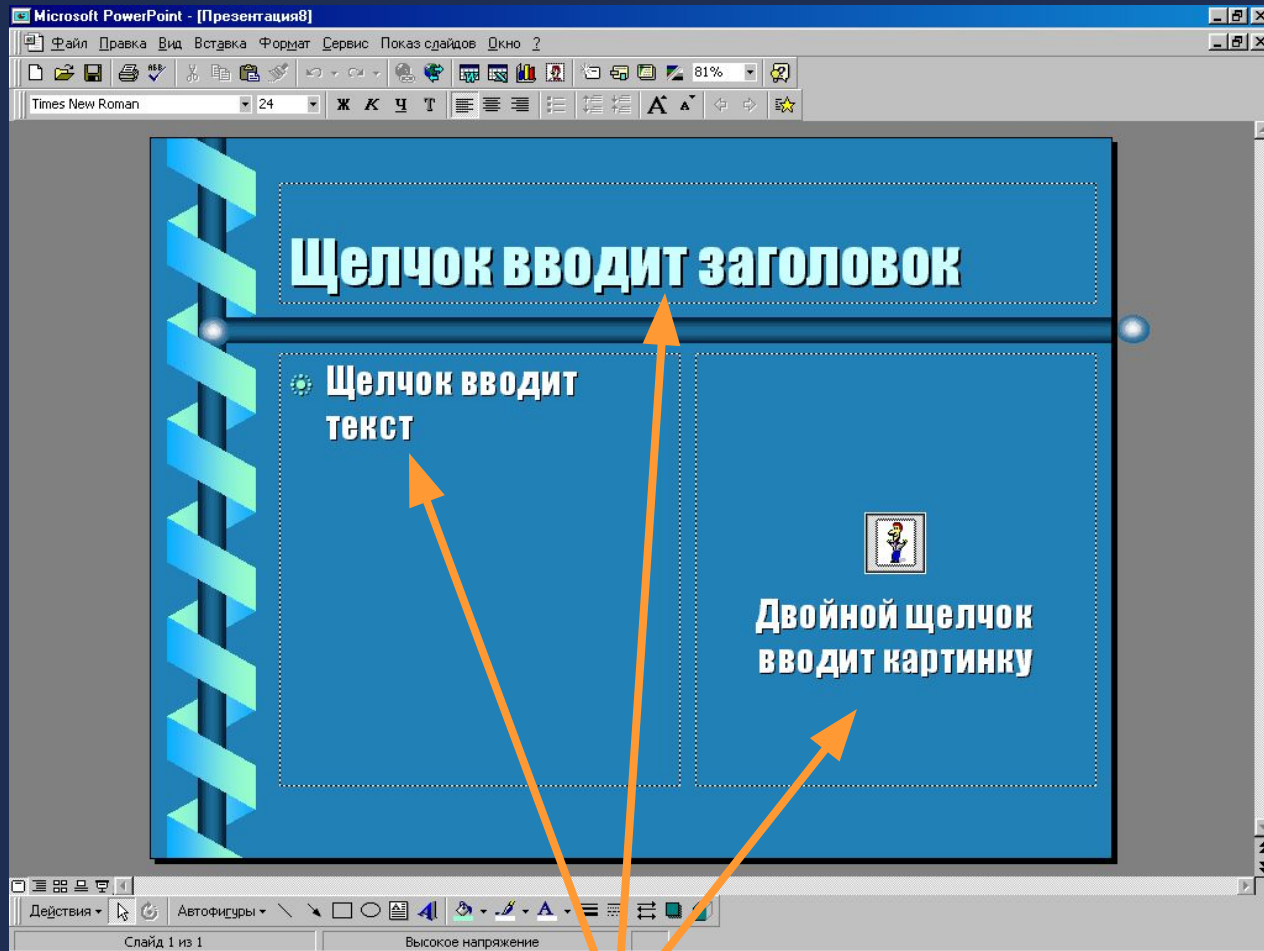 Microsoft PowerPoint - [Презентация8]
Файл Правка Вид Вставка Формат Сервис Показ слайдов Окно ?
81%
Times New Roman 24 Ж К Ч Т А А
Щелчок вводит заголовок
Щелчок вводит
текст
Двойной щелчок
вводит картинку
Действия Автофигуры А
Слайд 1 из 1 Высокое напряжение